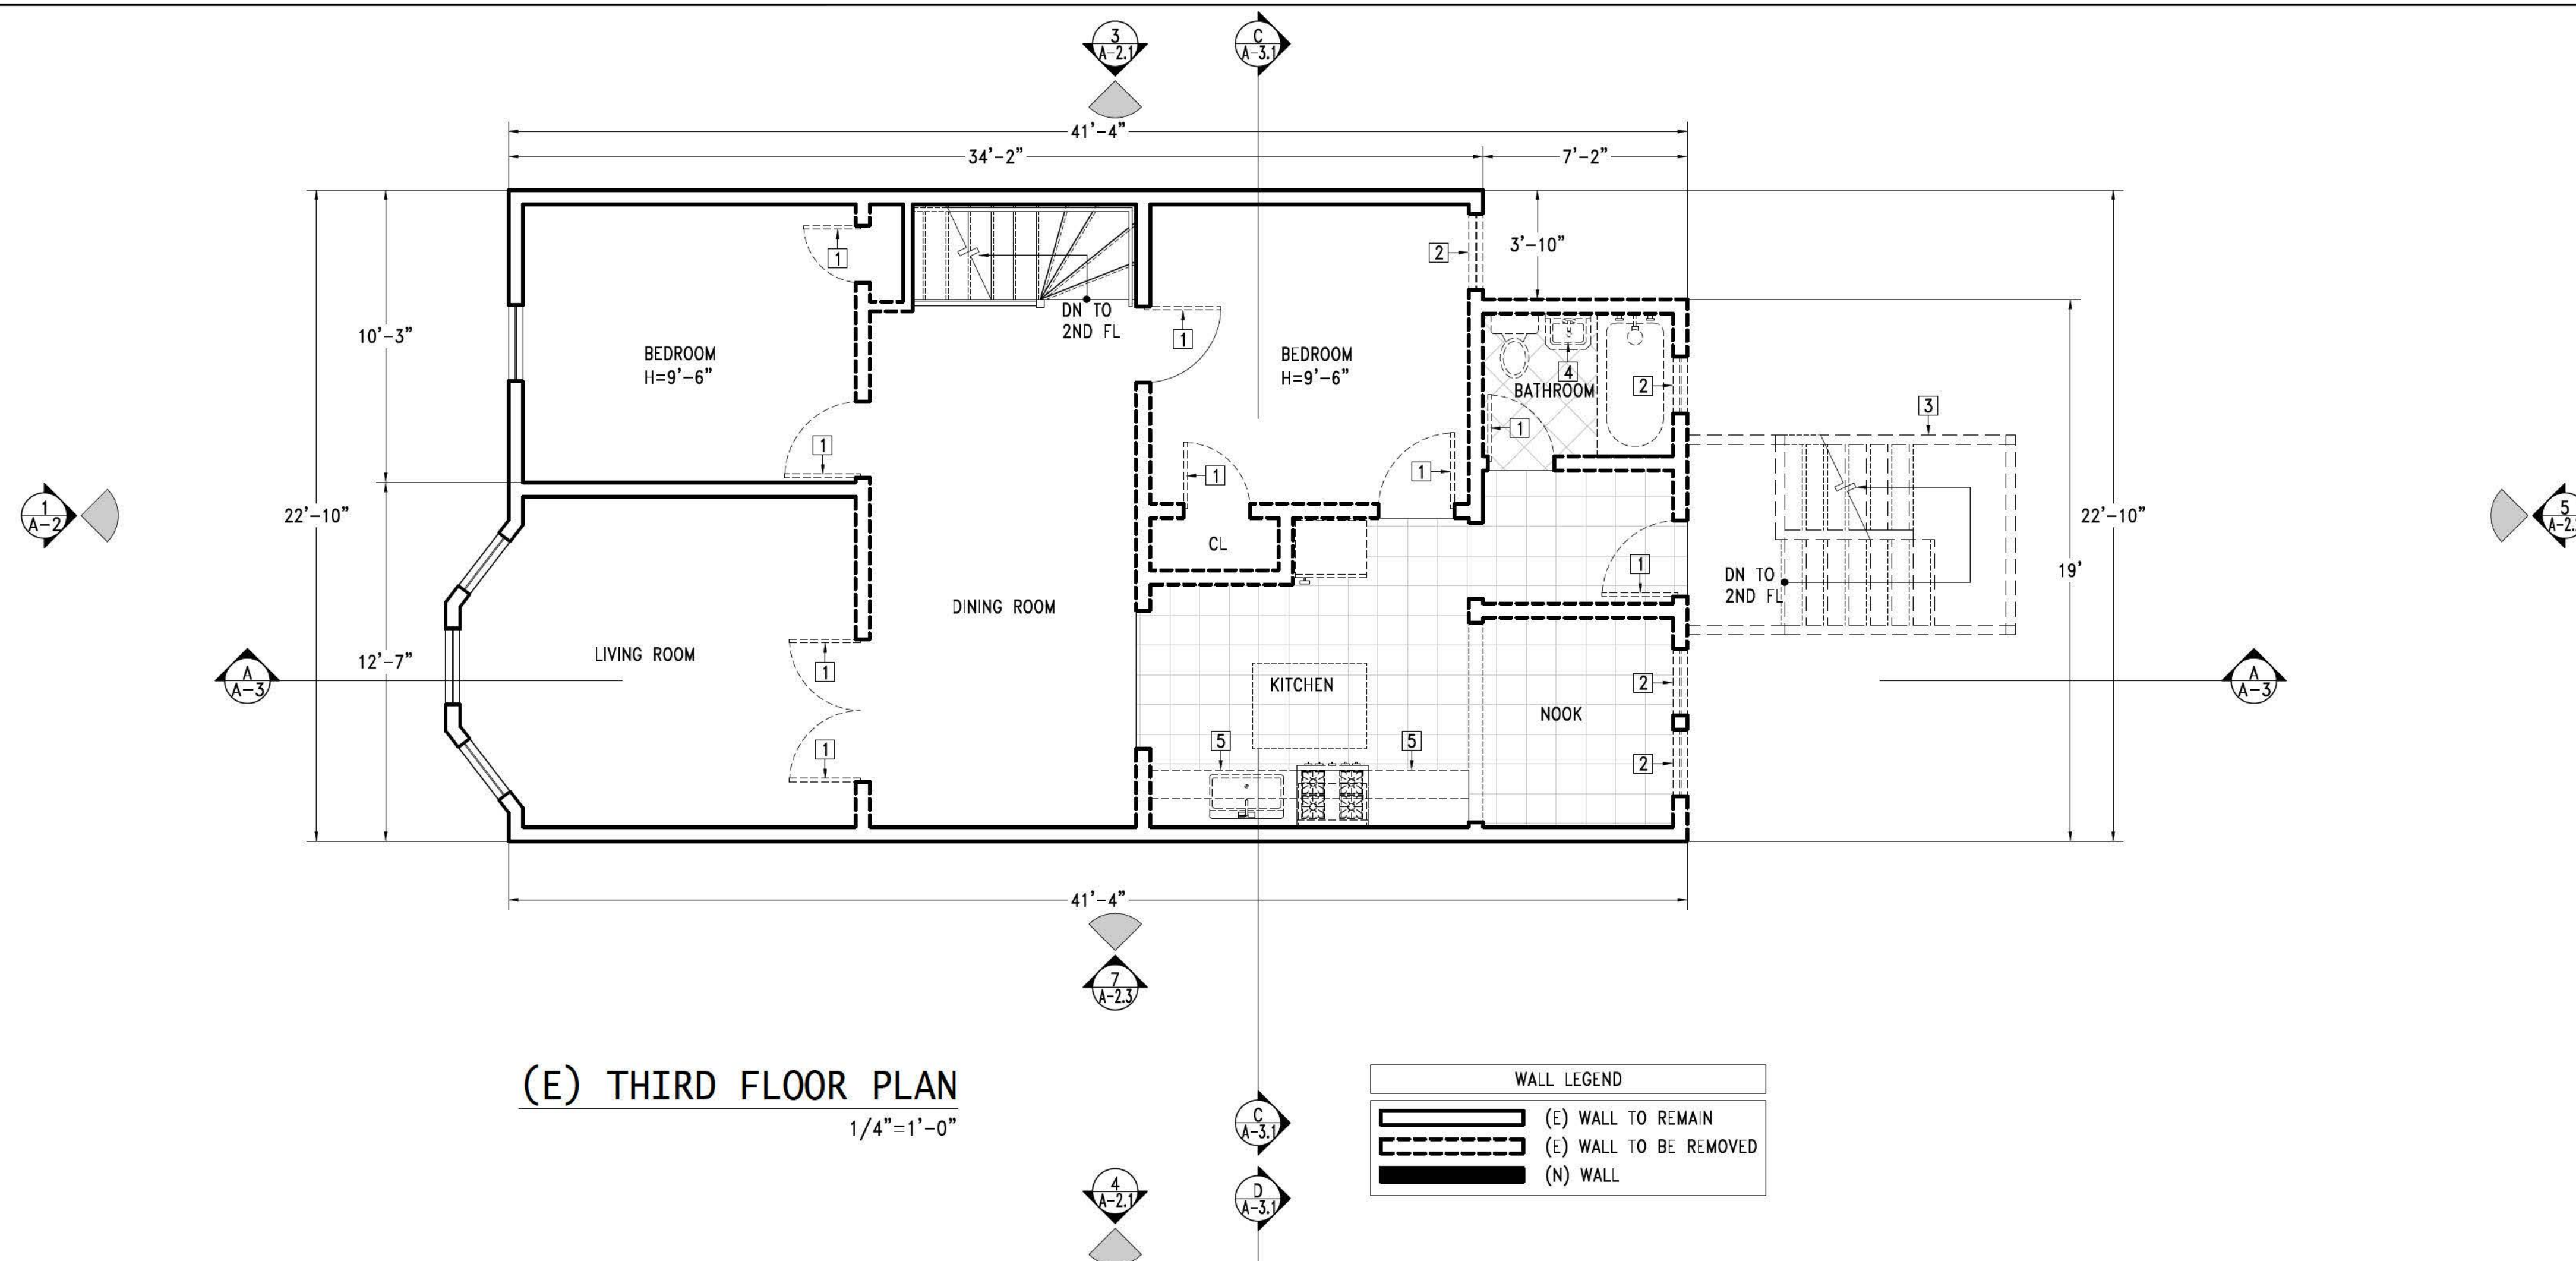 3
A-2.1
C
A-3.1
41'-4"
34'-2"
7'-2"
3'-10"
1
2
DN TO
2ND FL
1
10'-3"
BEDROOM
H=9'-6"
BEDROOM
H=9'-6"
4
BATHROOM
2
3
1
1
1
1
1
A-2
22'-10"
22'-10"
5
CL
1
DN TO
2ND FL
19'
DINING ROOM
LIVING ROOM
12'-7"
1
A
A-3
KITCHEN
2
A
A-3
NOOK
1
5
5
2
41'-4"
7
A-2.3
(E) THIRD FLOOR PLAN
1/4"=1'-0"
C
A-3.1
WALL LEGEND
(E) WALL TO REMAIN
(E) WALL TO BE REMOVED
(N) WALL
4
A-2.1
D
A-3.1